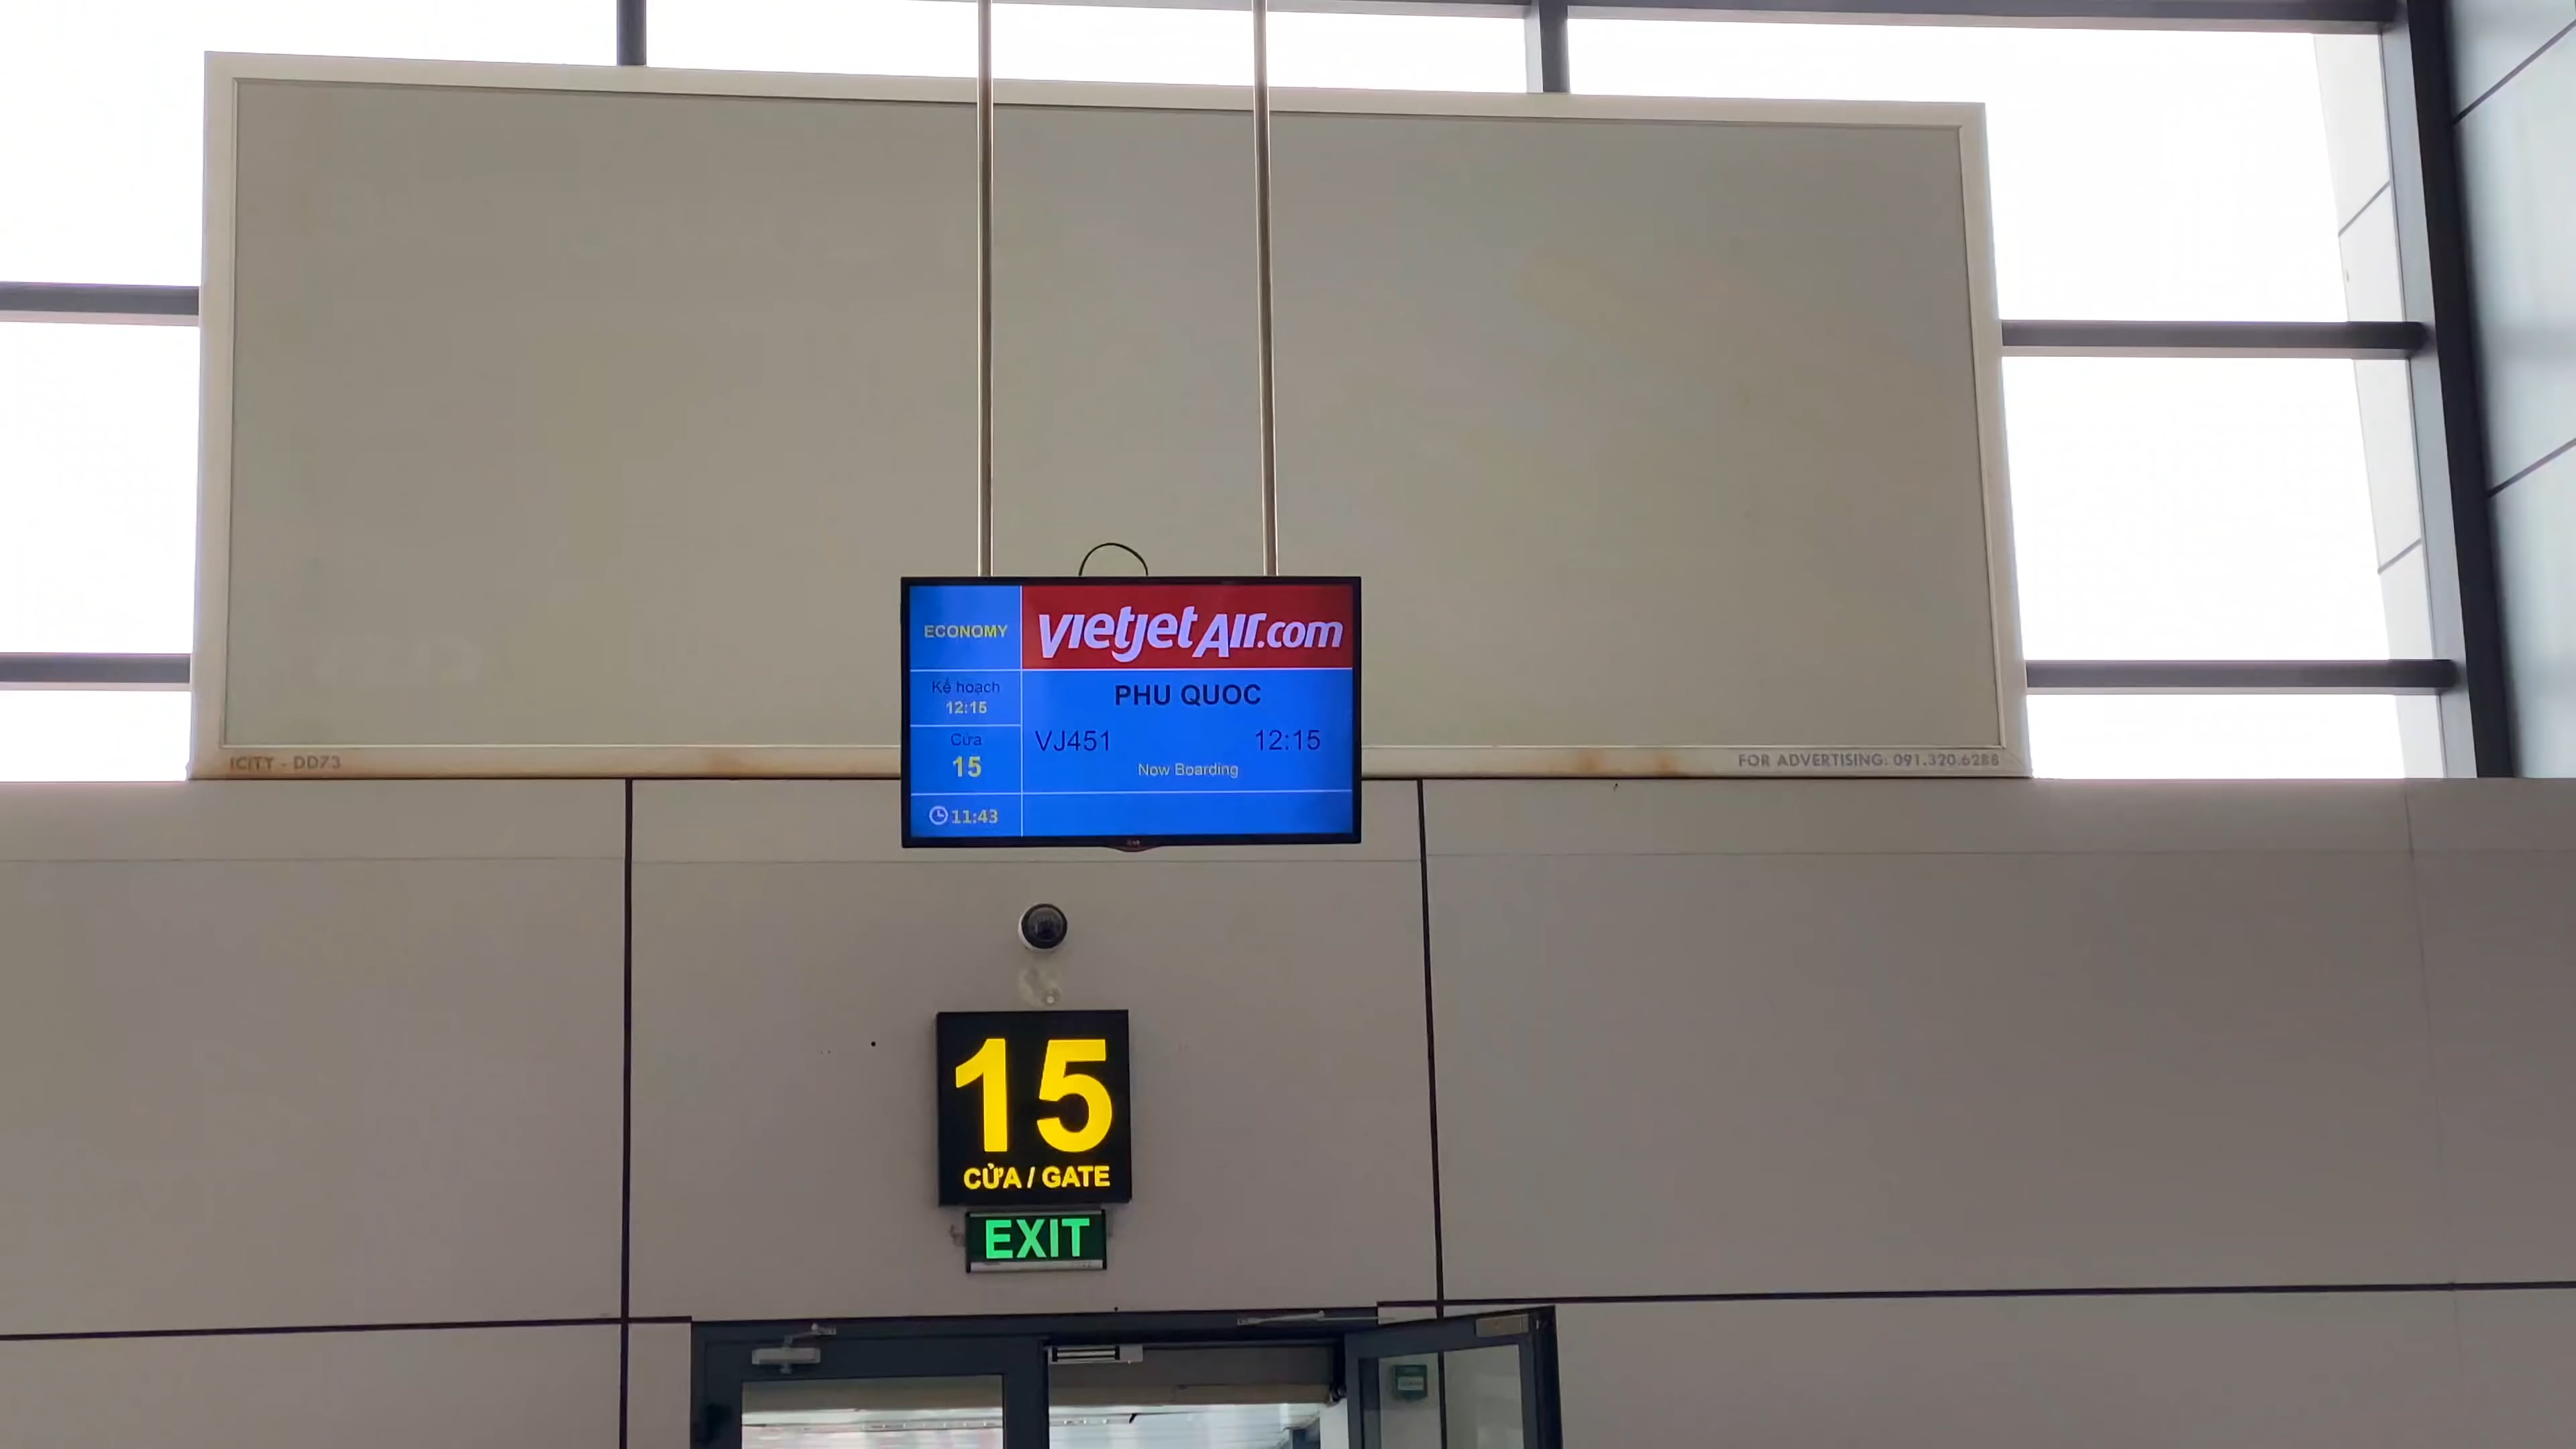 ECONOMY
vietjetAir.com
Kế hoạch
12:15
PHU QUOC
Cửa
15
VJ451 12:15
Now Boarding
11:43
ICITY - DD73
FOR ADVERTISING: 091.320.6288
15
CỬA / GATE
EXIT